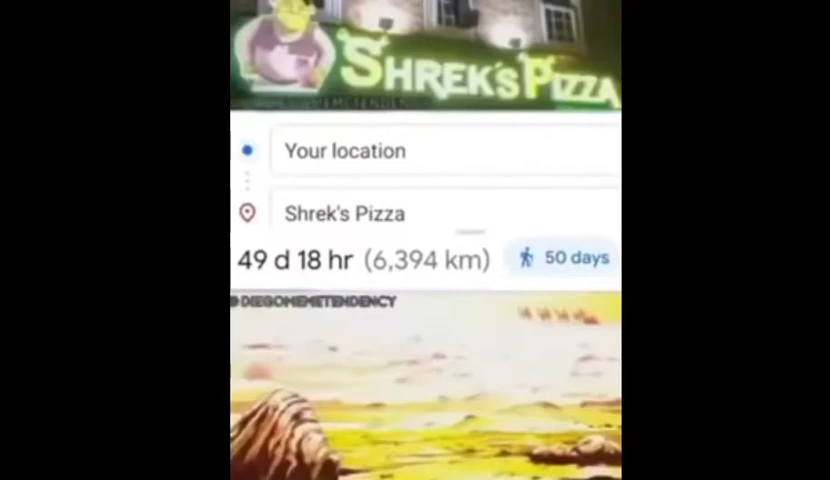 SHREK'S PIZZA
Your location
Shrek's Pizza
49 d 18 hr (6,394 km) 50 days
@DIEGOMEMETENDENCY